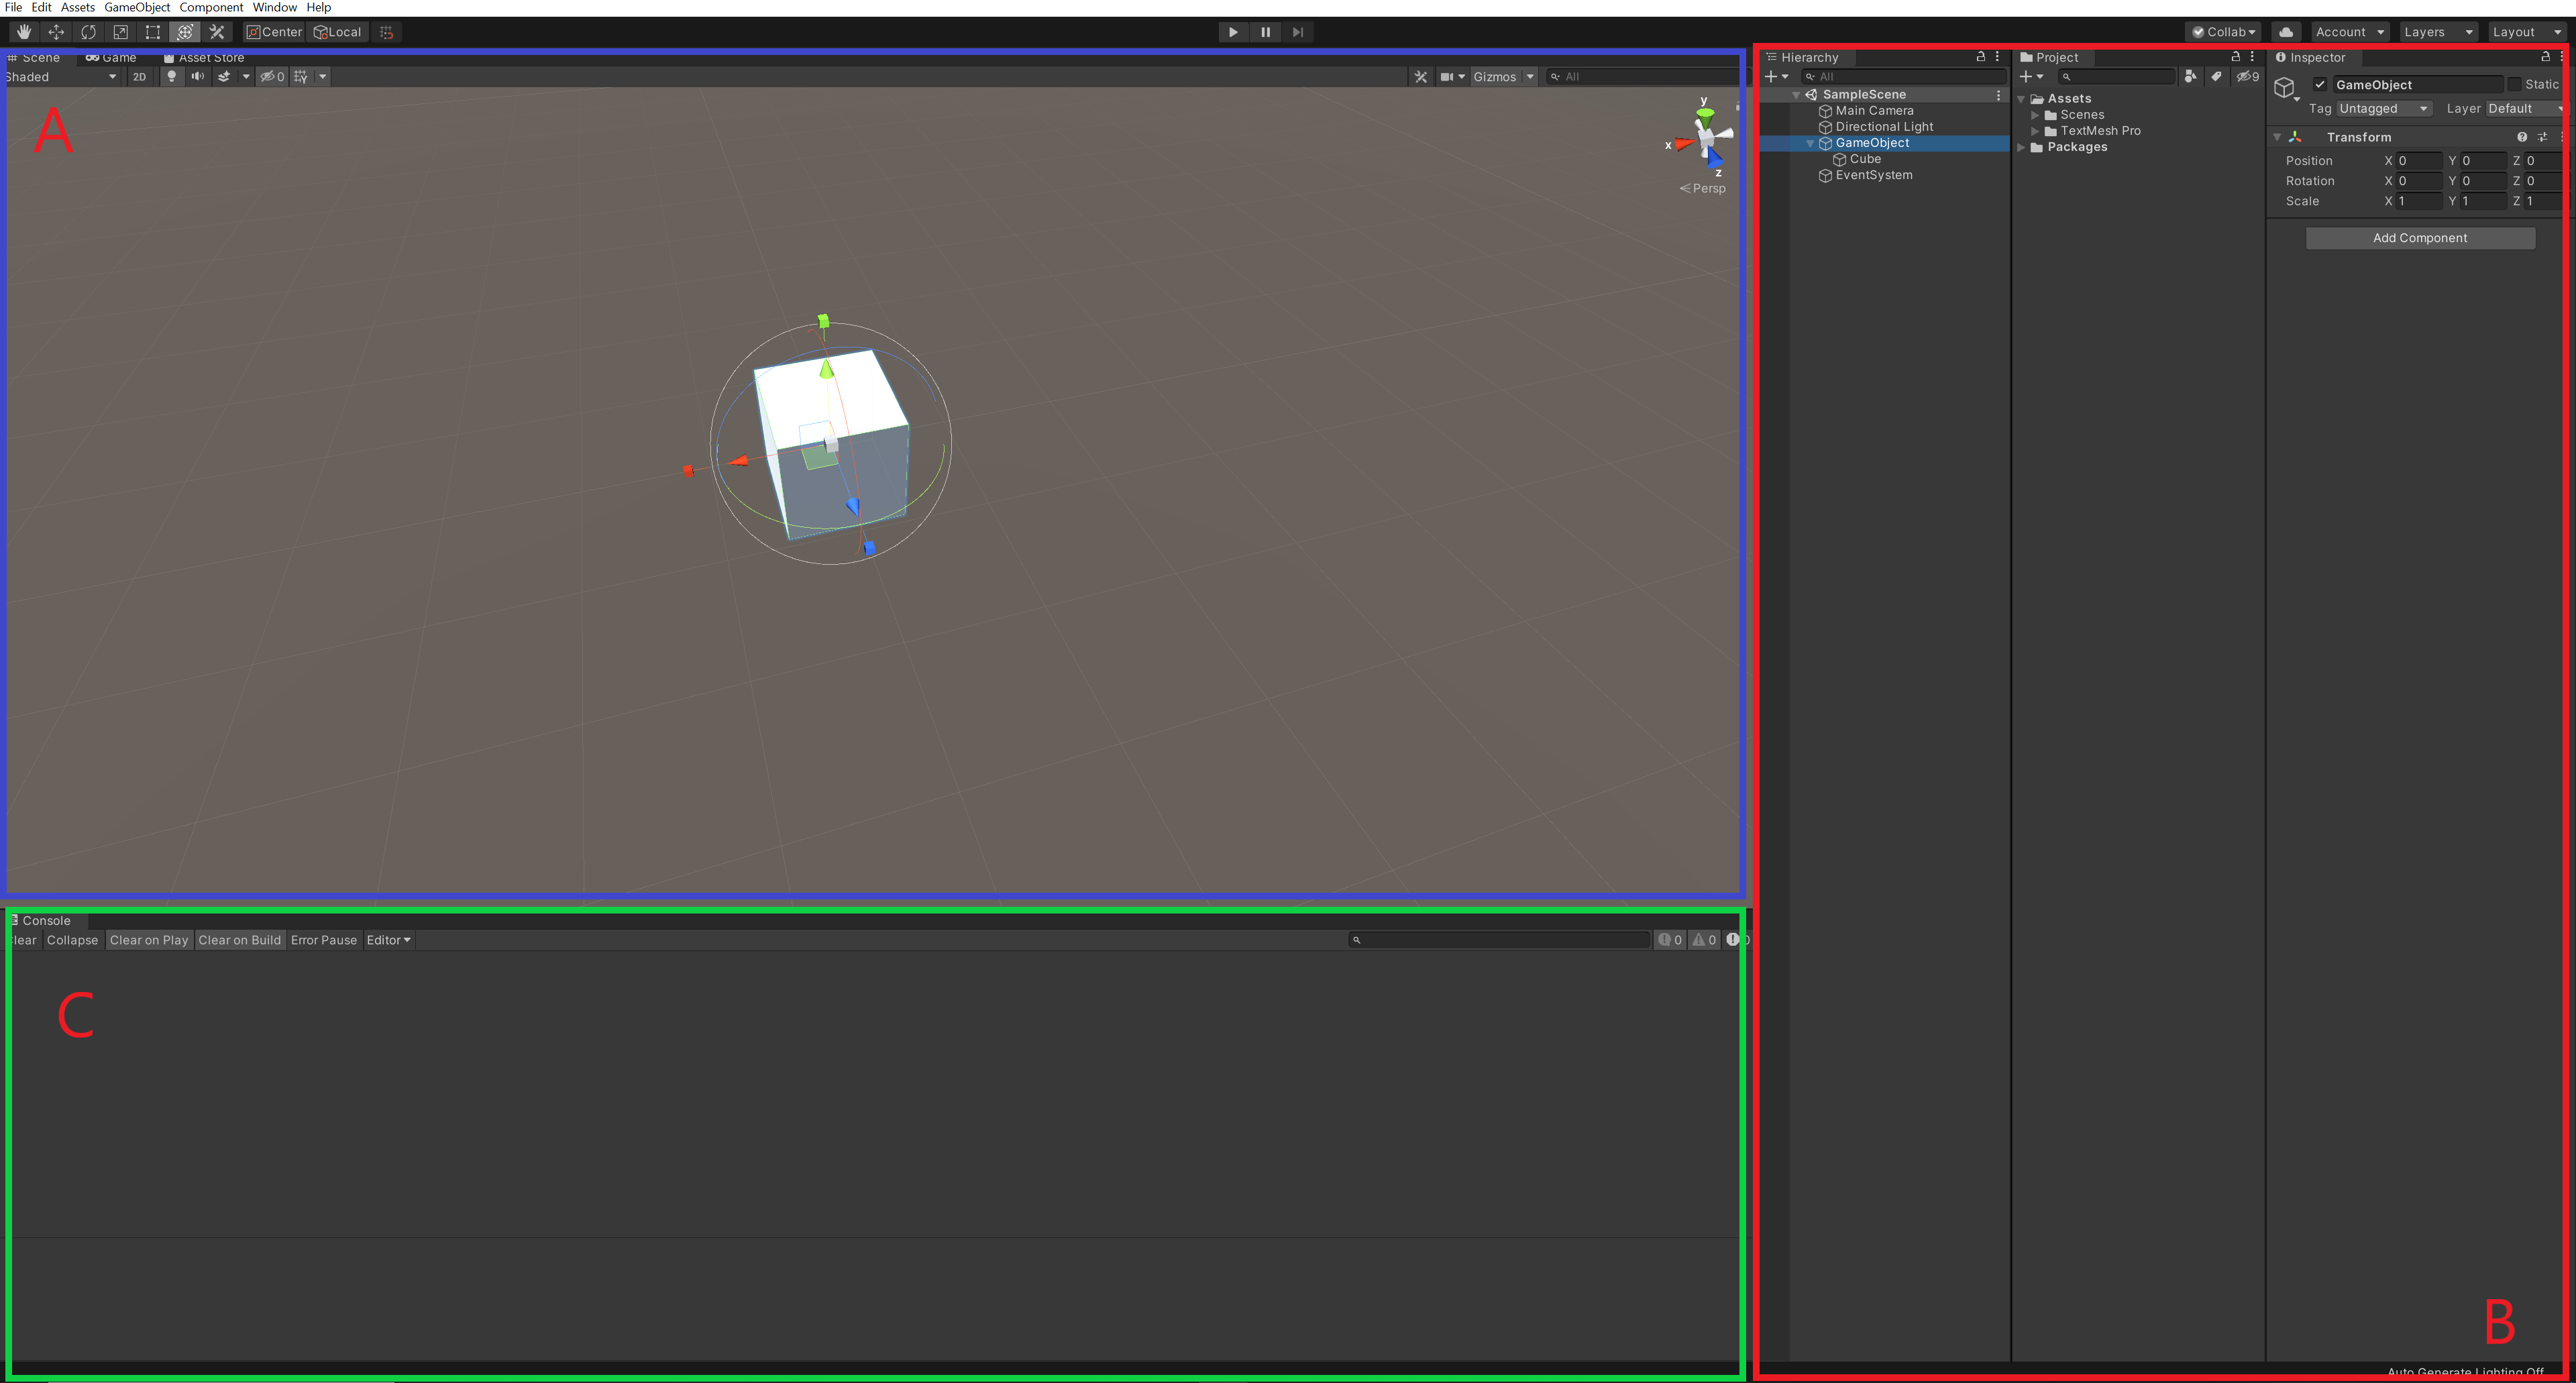 File Edit Assets GameObject Component Window Help
Center Local
Collab Account Layers Layout
Scene Game Asset Store
Shaded 2D 0 Gizmos All
A
y
x
z
Persp
Hierarchy
All
SampleScene
Main Camera
Directional Light
GameObject
Cube
EventSystem
Project
9
Assets
Scenes
TextMesh Pro
Packages
Inspector
GameObject Static
Tag Untagged Layer Default
Transform
Position X 0 Y 0 Z 0
Rotation X 0 Y 0 Z 0
Scale X 1 Y 1 Z 1
Add Component
Console
lear Collapse Clear on Play Clear on Build Error Pause Editor 0 0 0
C
B
Auto Generate Lighting Off